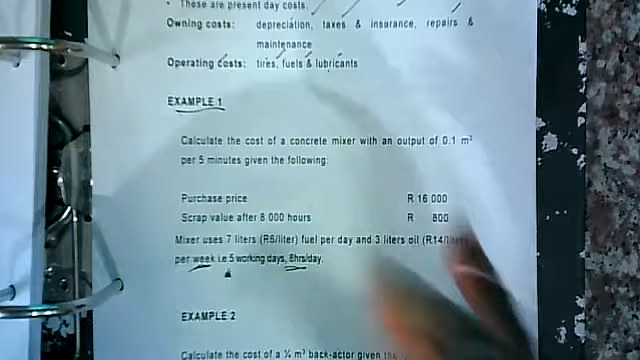 • These are present day costs.
Owning costs: depreciation, taxes & insurance, repairs &
maintenance
Operating costs: tires, fuels & lubricants
EXAMPLE 1
Calculate the cost of a concrete mixer with an output of 0.1 m³
per 5 minutes given the following:
Purchase price R 16 000
Scrap value after 8 000 hours R 800
Mixer uses 7 liters (R6/liter) fuel per day and 3 liters oil (R14/
per week i.e 5 working days, 8hrs/day.
EXAMPLE 2
Calculate the cost of a ¼ m³ back-actor given the